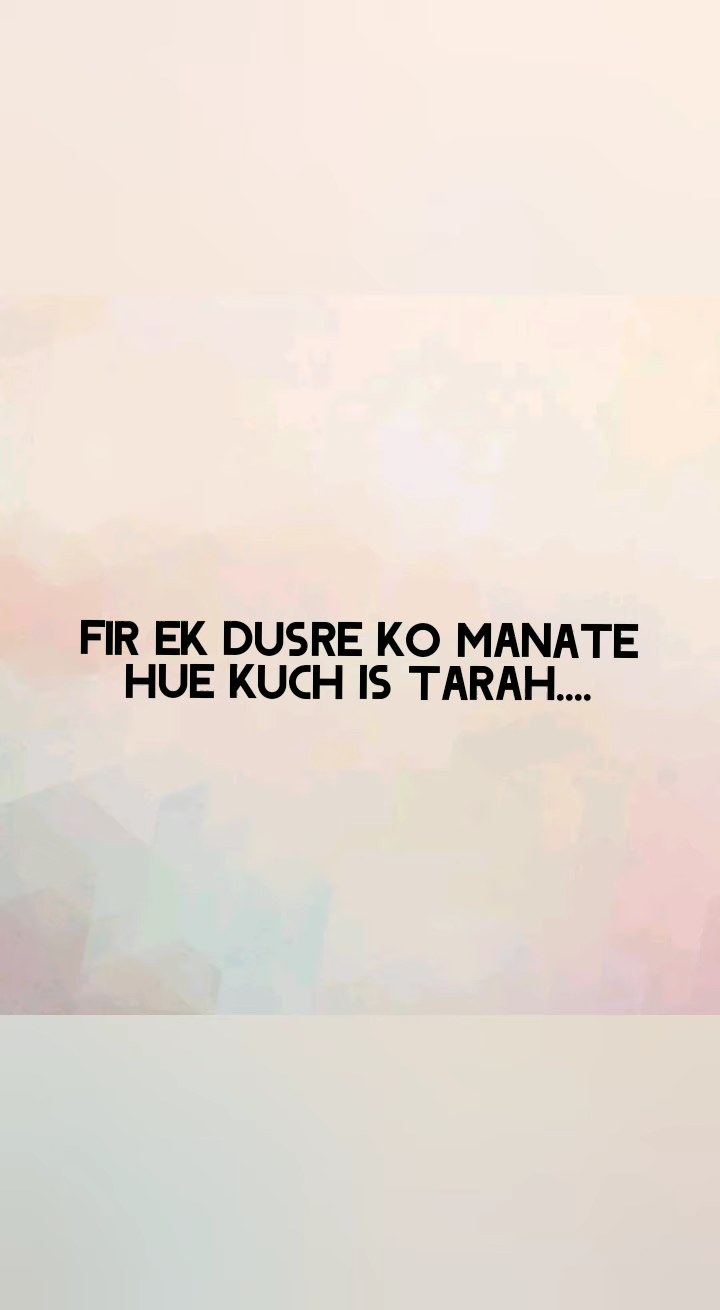 FIR EK DUSRE KO MANATE
HUE KUCH IS TARAH....